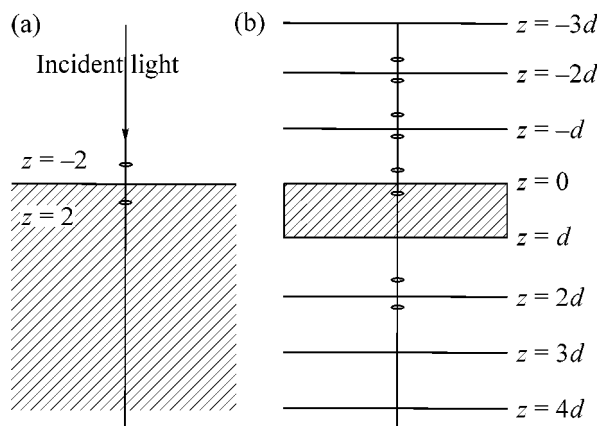 (a)
Incident light
z = –2
z = 2
(b)
z = –3d
z = –2d
z = –d
z = 0
z = d
z = 2d
z = 3d
z = 4d